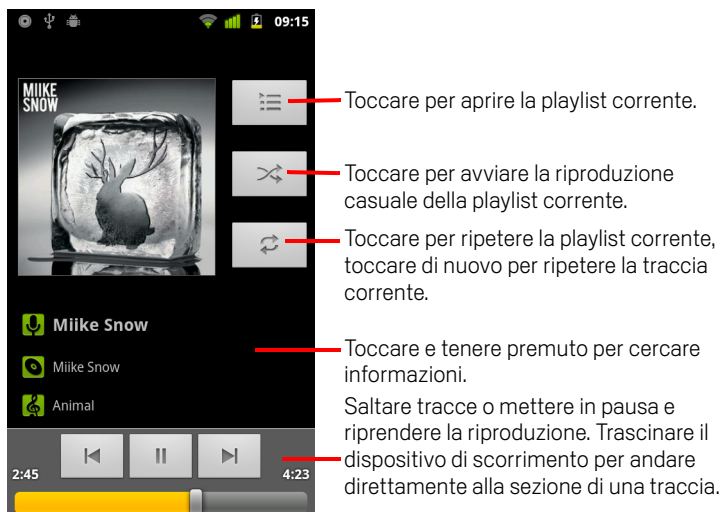 09:15
MIIKE
SNOW
Toccare per aprire la playlist corrente.
Toccare per avviare la riproduzione
casuale della playlist corrente.
Toccare per ripetere la playlist corrente,
toccare di nuovo per ripetere la traccia
corrente.
Miike Snow
Miike Snow
Animal
Toccare e tenere premuto per cercare
informazioni.
Saltare tracce o mettere in pausa e
riprendere la riproduzione. Trascinare il
dispositivo di scorrimento per andare
direttamente alla sezione di una traccia.
2:45
4:23